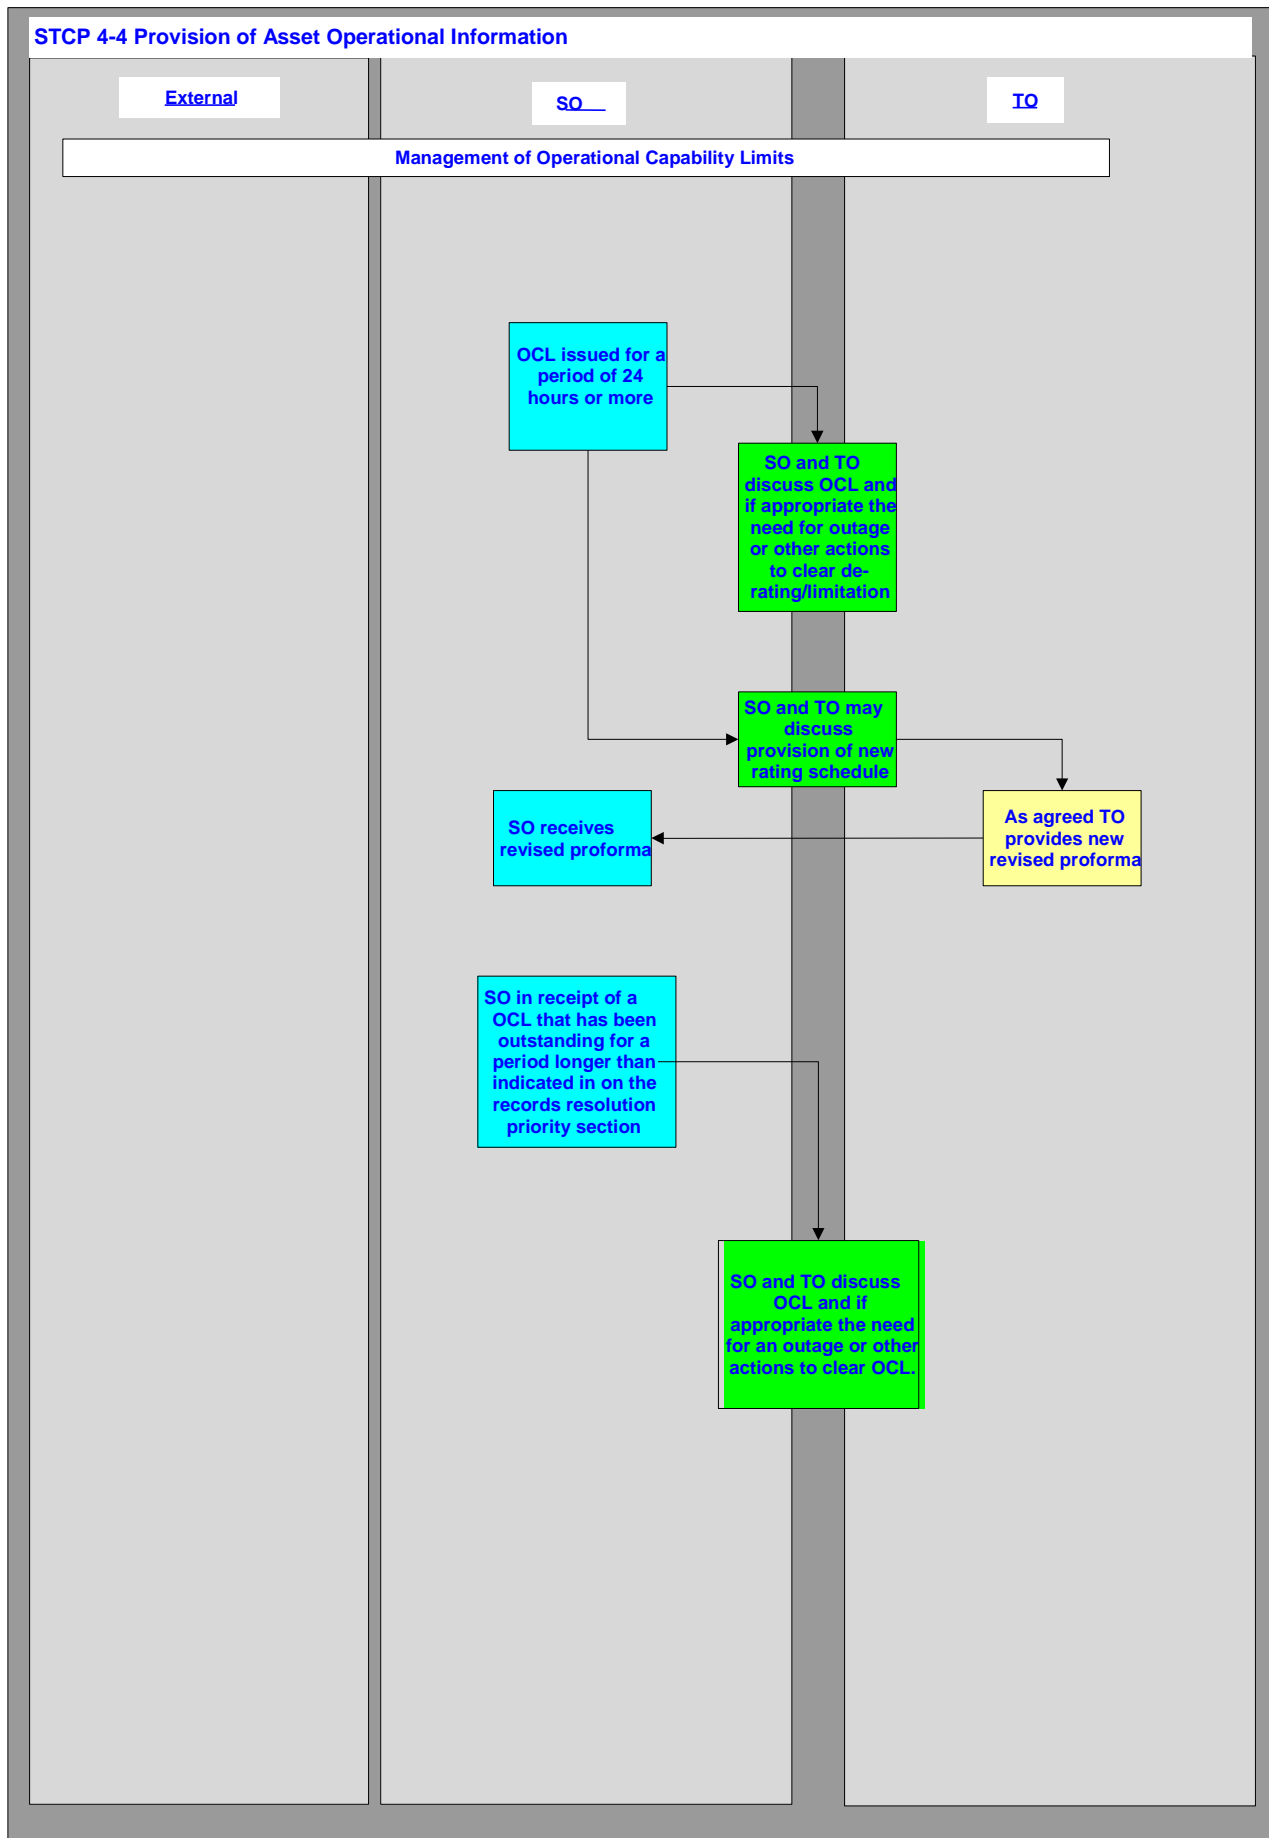 STCP 4-4 Provision of Asset Operational Information
External
SO
TO
Management of Operational Capability Limits
OCL issued for a
period of 24
hours or more
SO and TO
discuss OCL and
if appropriate the
need for outage
or other actions
to clear de-
rating/limitation
SO and TO may
discuss
provision of new
rating schedule
SO receives
revised proforma
As agreed TO
provides new
revised proforma
SO in receipt of a
OCL that has been
outstanding for a
period longer than
indicated in on the
records resolution
priority section
SO and TO discuss
OCL and if
appropriate the need
for an outage or other
actions to clear OCL.